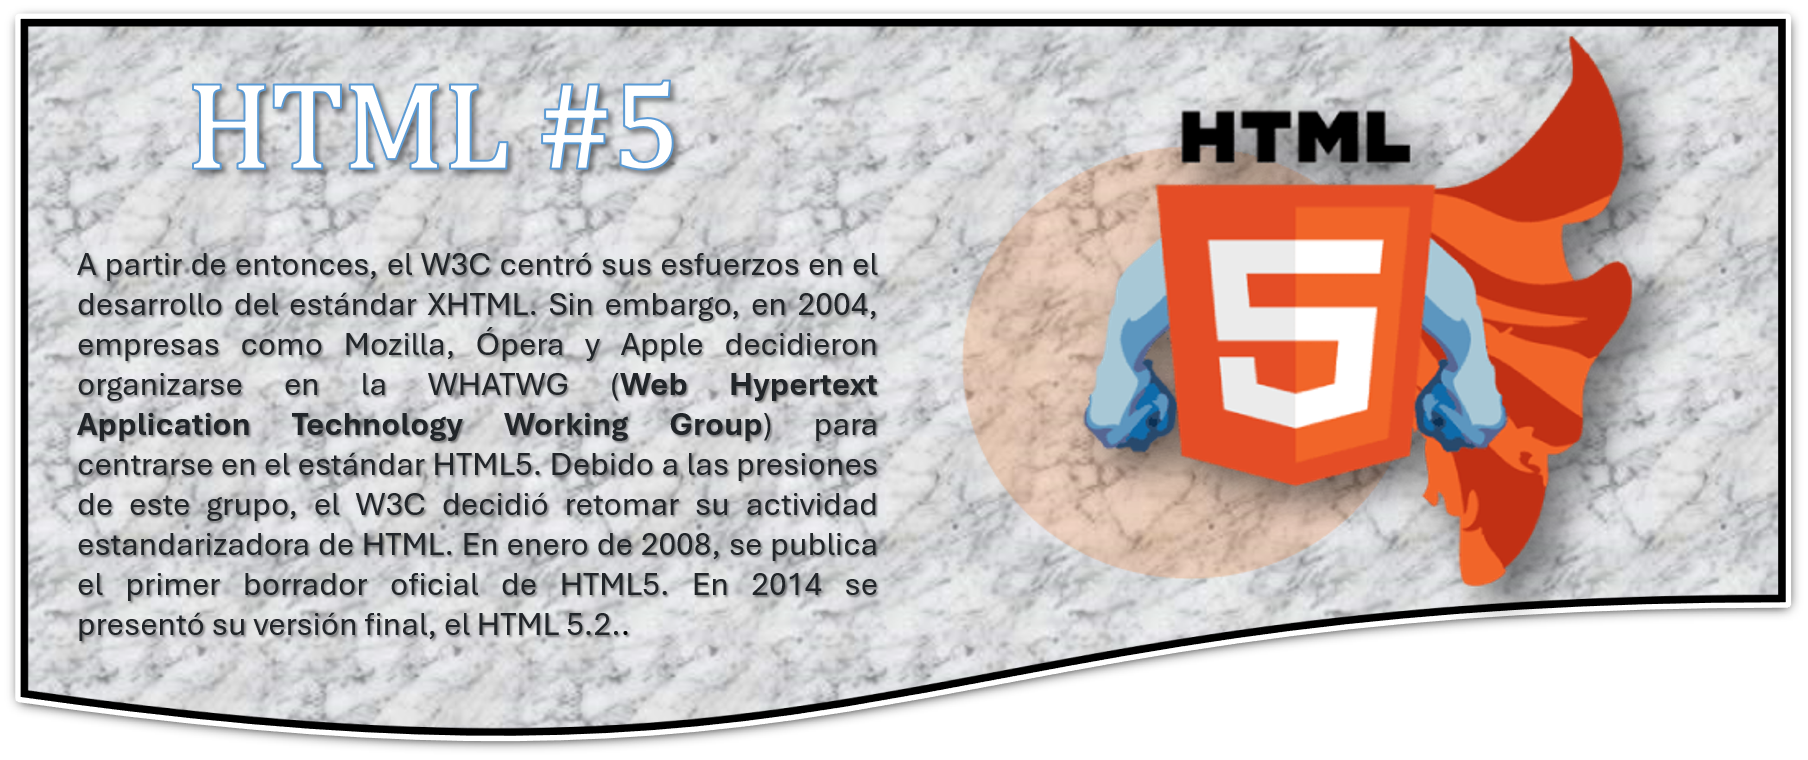 HTML #5
A partir de entonces, el W3C centró sus esfuerzos en el
desarrollo del estándar XHTML. Sin embargo, en 2004,
empresas como Mozilla, Ópera y Apple decidieron
organizarse en la WHATWG (Web Hypertext
Application Technology Working Group) para
centrarse en el estándar HTML5. Debido a las presiones
de este grupo, el W3C decidió retomar su actividad
estandarizadora de HTML. En enero de 2008, se publica
el primer borrador oficial de HTML5. En 2014 se
presentó su versión final, el HTML 5.2..
HTML
5